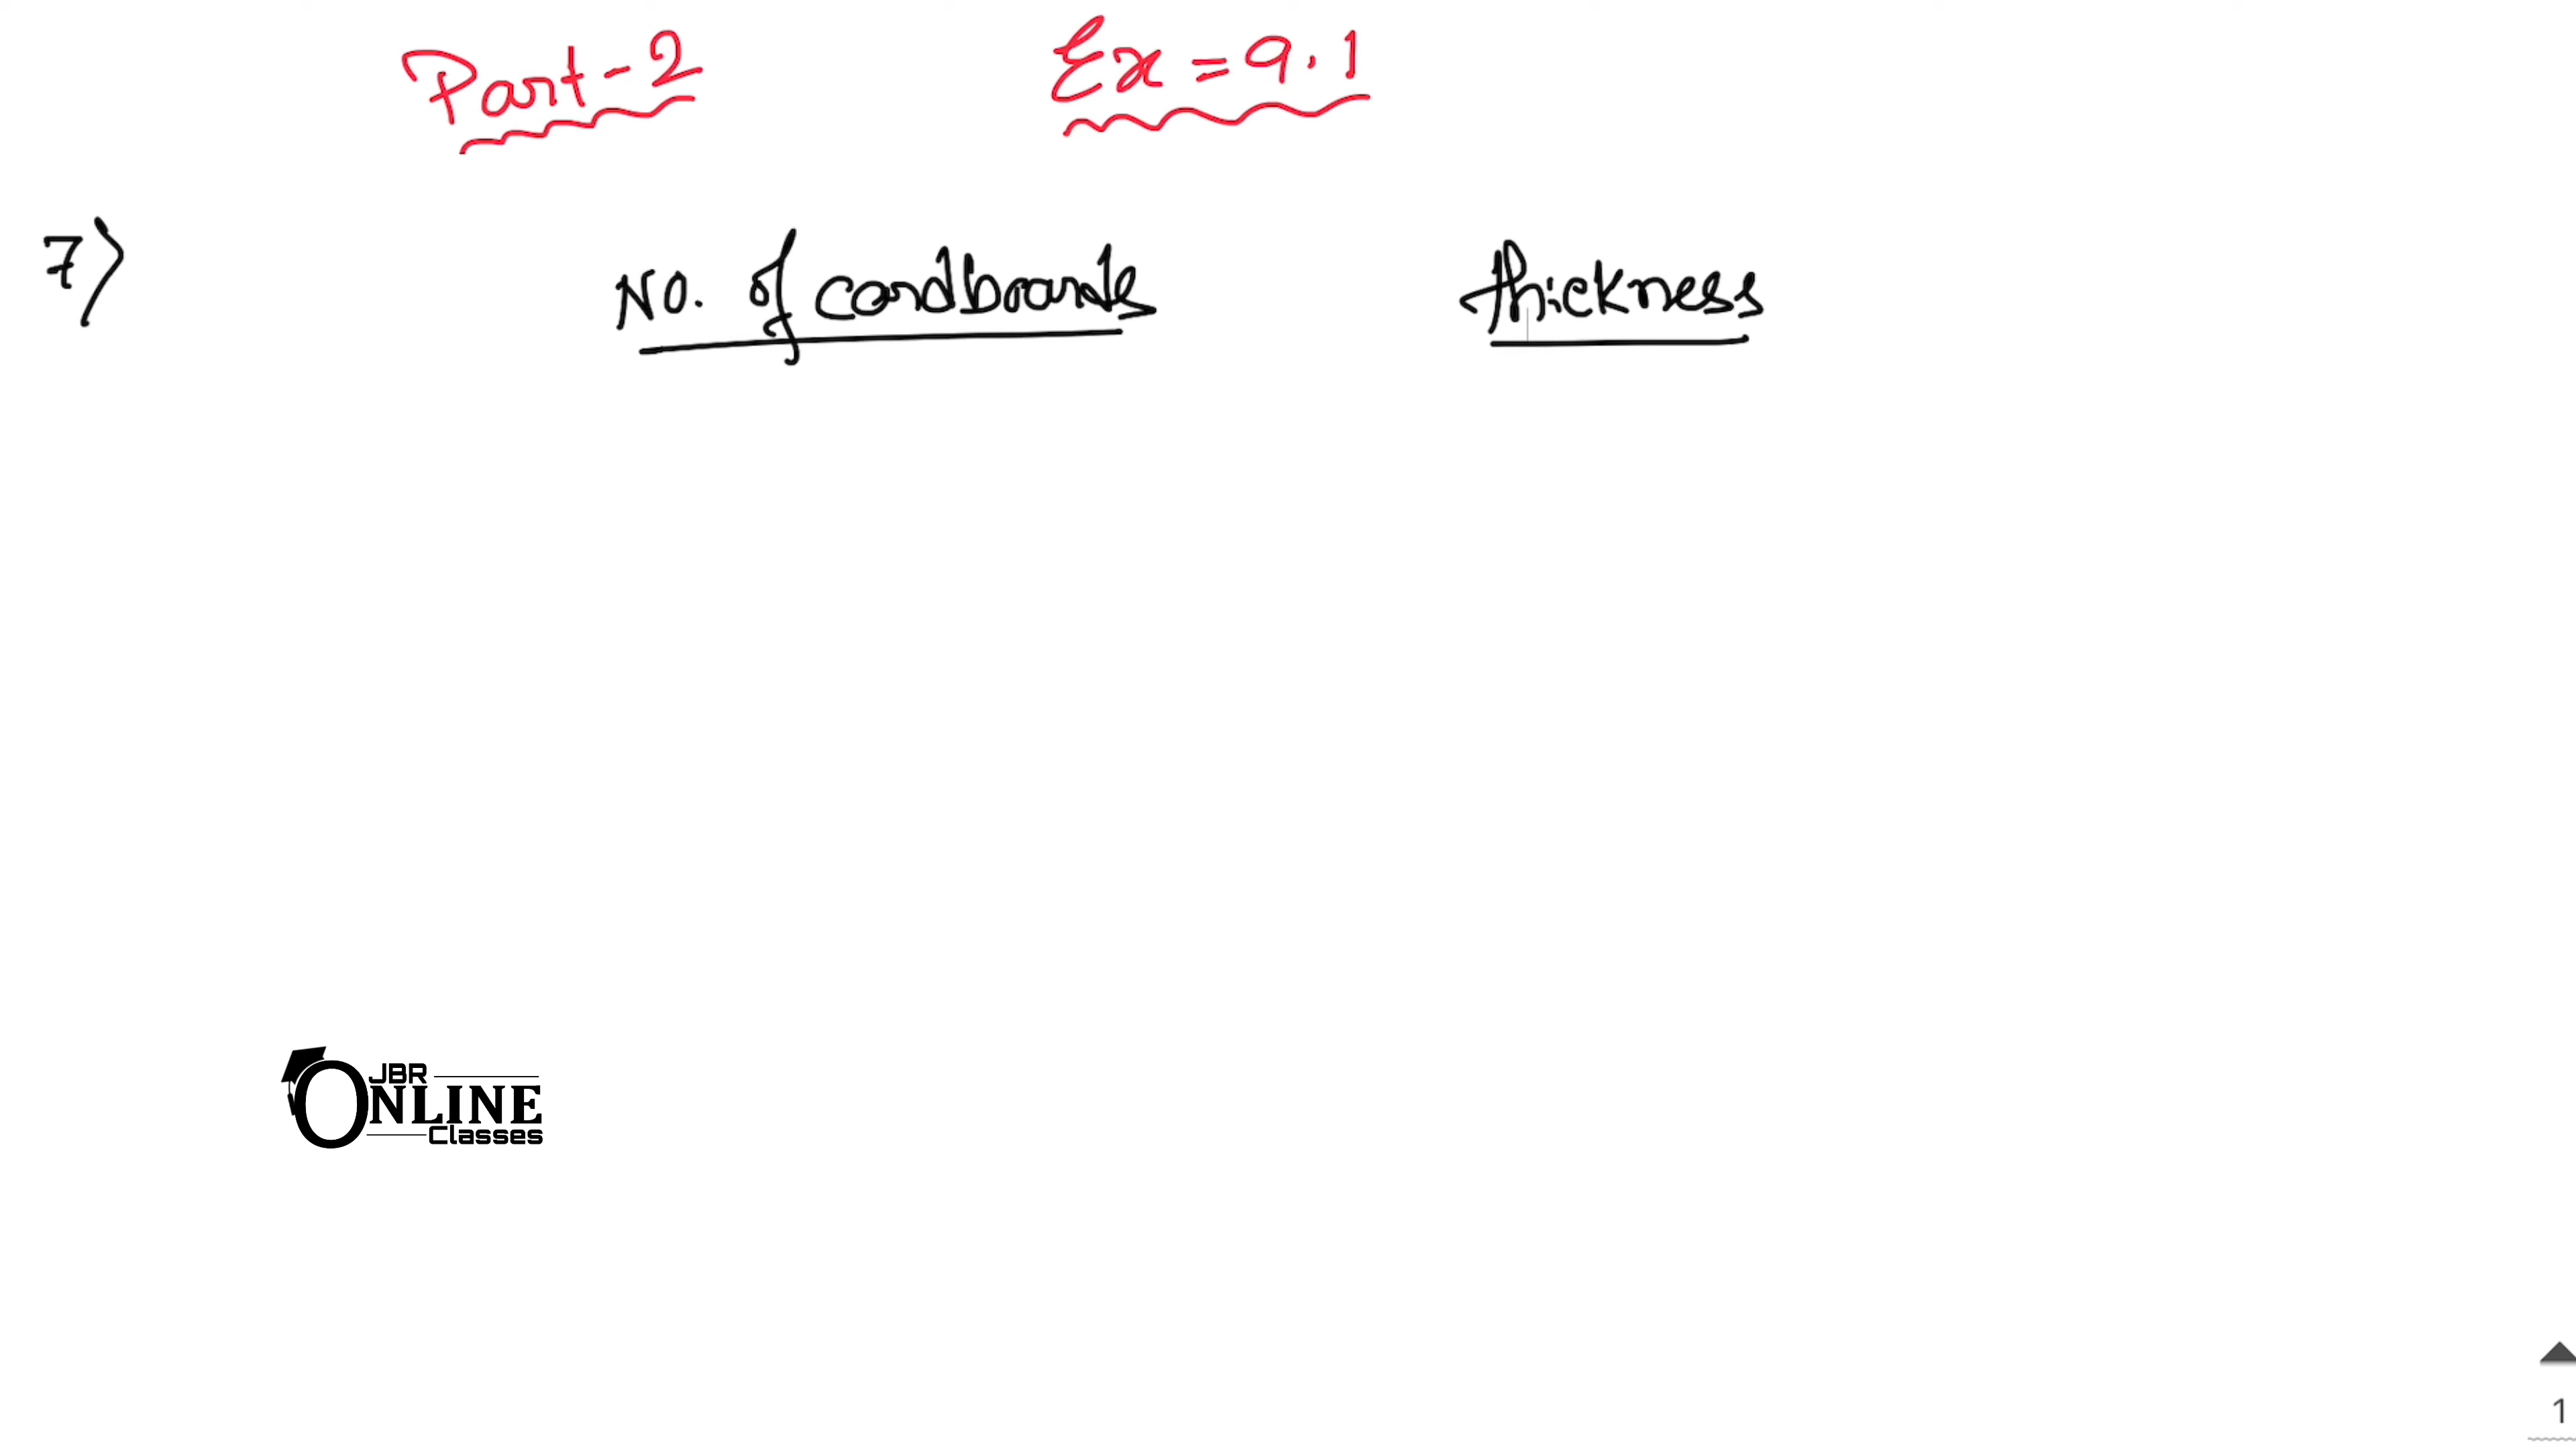 Part-2 Ex = 9.1
7) No. of cardboards thickness
JBR
ONLINE
Classes
1